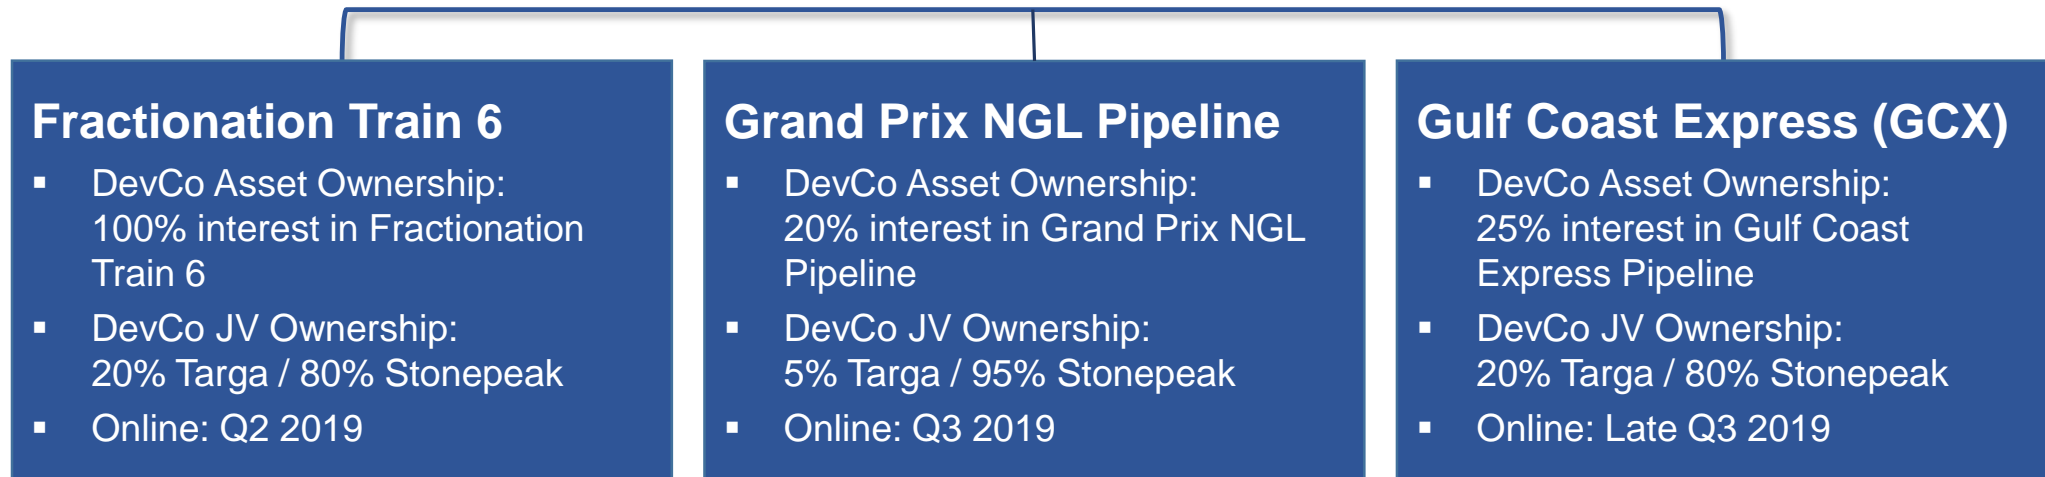 Fractionation Train 6
▪ DevCo Asset Ownership:
100% interest in Fractionation
Train 6
▪ DevCo JV Ownership:
20% Targa / 80% Stonepeak
▪ Online: Q2 2019
Grand Prix NGL Pipeline
▪ DevCo Asset Ownership:
20% interest in Grand Prix NGL
Pipeline
▪ DevCo JV Ownership:
5% Targa / 95% Stonepeak
▪ Online: Q3 2019
Gulf Coast Express (GCX)
▪ DevCo Asset Ownership:
25% interest in Gulf Coast
Express Pipeline
▪ DevCo JV Ownership:
20% Targa / 80% Stonepeak
▪ Online: Late Q3 2019